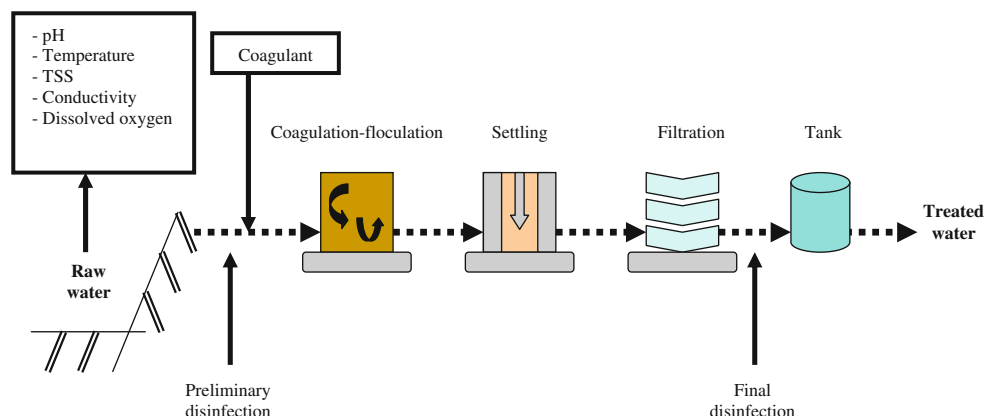 - pH
- Temperature
- TSS
- Conductivity
- Dissolved oxygen
Coagulant
Coagulation-floculation
Settling
Filtration
Tank
Raw
water
Treated
water
Preliminary
disinfection
Final
disinfection